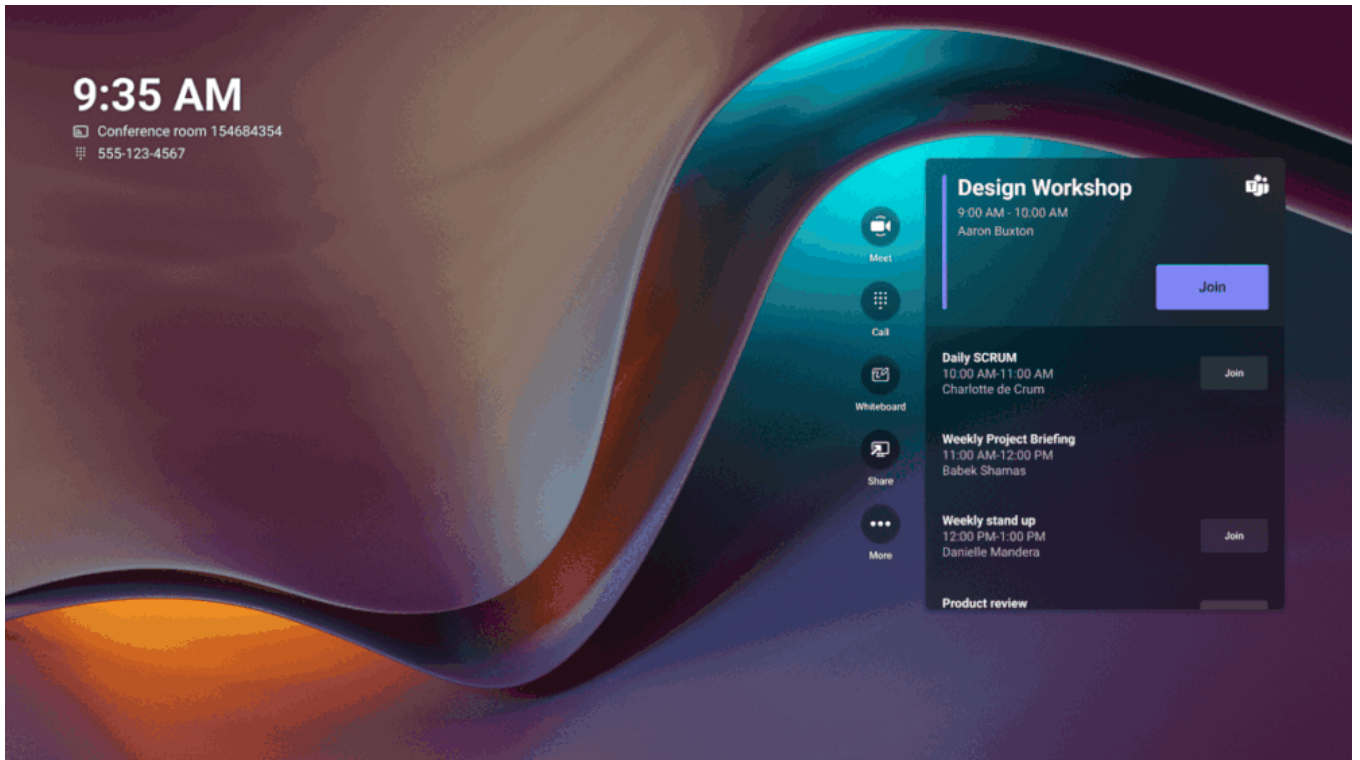 9:35 AM
Conference room 154684354
555-123-4567
Meet
Call
Whiteboard
Share
More
Design Workshop
9:00 AM - 10:00 AM
Aaron Buxton
Join
Daily SCRUM
10:00 AM-11:00 AM
Charlotte de Crum
Join
Weekly Project Briefing
11:00 AM-12:00 PM
Babek Shamas
Weekly stand up
12:00 PM-1:00 PM
Danielle Mandera
Join
Product review